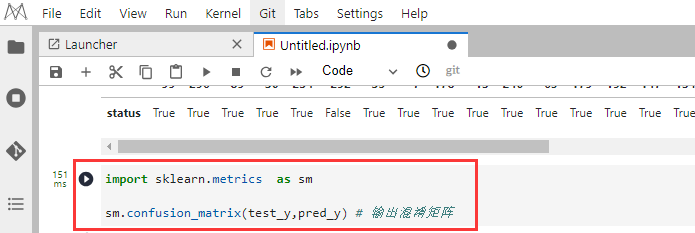 File Edit View Run Kernel Git Tabs Settings Help
Launcher Untitled.ipynb
Code git
status True True True True True False True True True True True True True True True
151
ms
import sklearn.metrics as sm
sm.confusion_matrix(test_y,pred_y) # 输出混淆矩阵